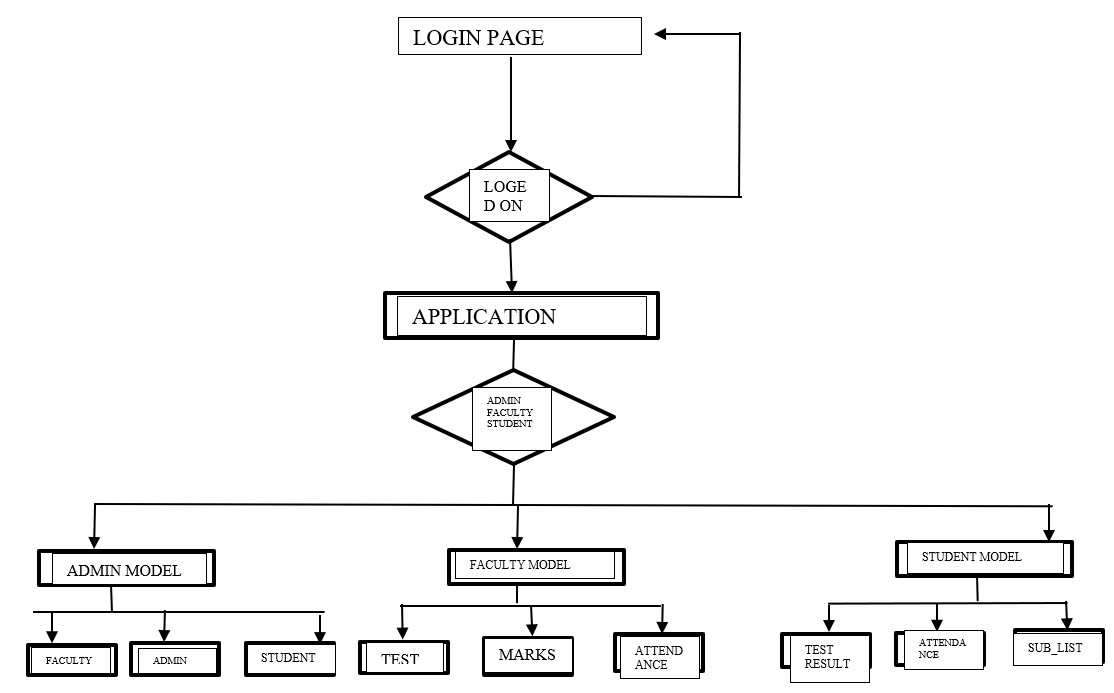 LOGIN PAGE
LOGE
D ON
APPLICATION
ADMIN
FACULTY
STUDENT
ADMIN MODEL
FACULTY MODEL
STUDENT MODEL
FACULTY
ADMIN
STUDENT
TEST
MARKS
ATTEND
ANCE
TEST
RESULT
ATTENDA
NCE
SUB_LIST